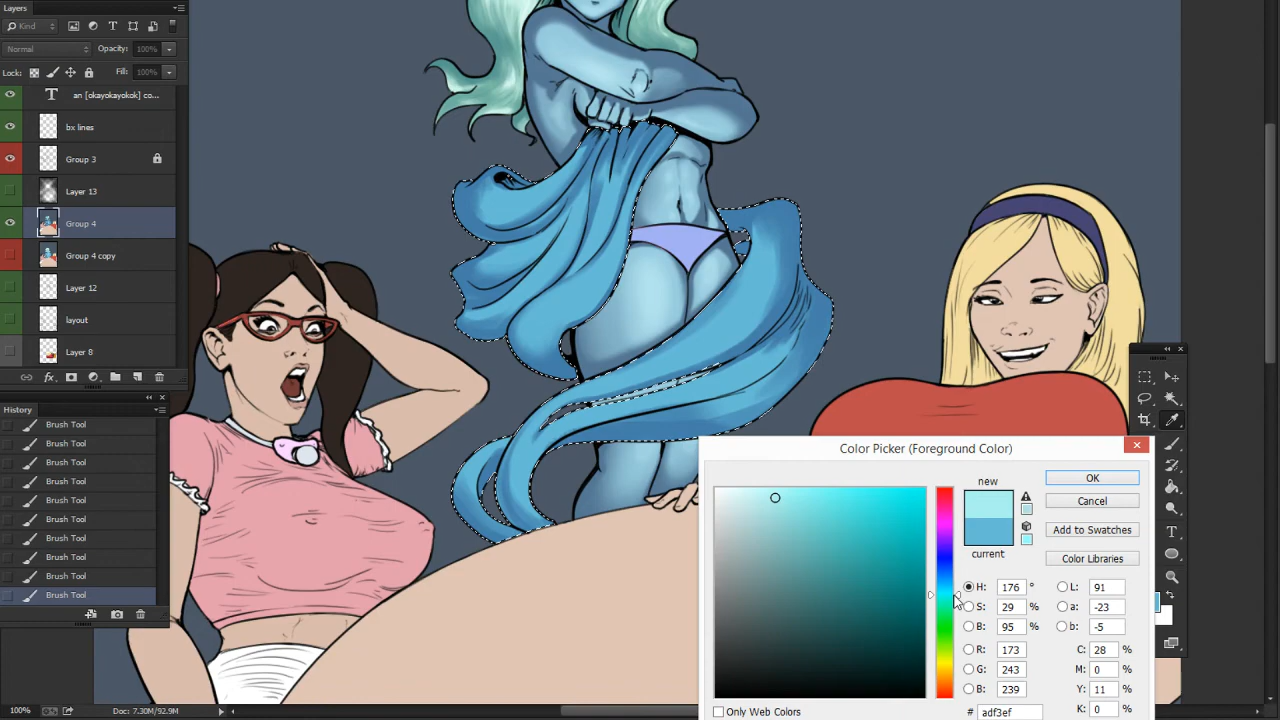 Layers
Kind
Normal
Opacity: 100%
Lock:
Fill: 100%
T
an [okayokayokok] co...
bx lines
Group 3
Layer 13
Group 4
Group 4 copy
Layer 12
layout
Layer 8
fx
History
Brush Tool
Brush Tool
Brush Tool
Brush Tool
Brush Tool
Brush Tool
Brush Tool
Brush Tool
Brush Tool
Brush Tool
100%
Doc: 7.30M/92.9M
Color Picker (Foreground Color)
new
current
OK
Cancel
Add to Swatches
Color Libraries
H: 176 °
L: 91
S: 29 %
a: -23
B: 95 %
b: -5
R: 173
C: 28 %
G: 243
M: 0 %
B: 239
Y: 11 %
# adf3ef
K: 0 %
Only Web Colors